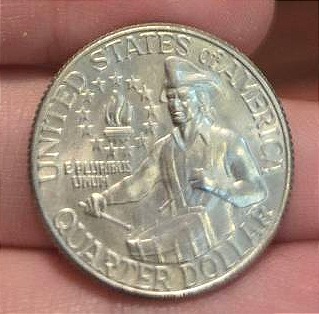 UNITED STATES OF AMERICA
E PLURIBUS
UNUM
QUARTER DOLLAR